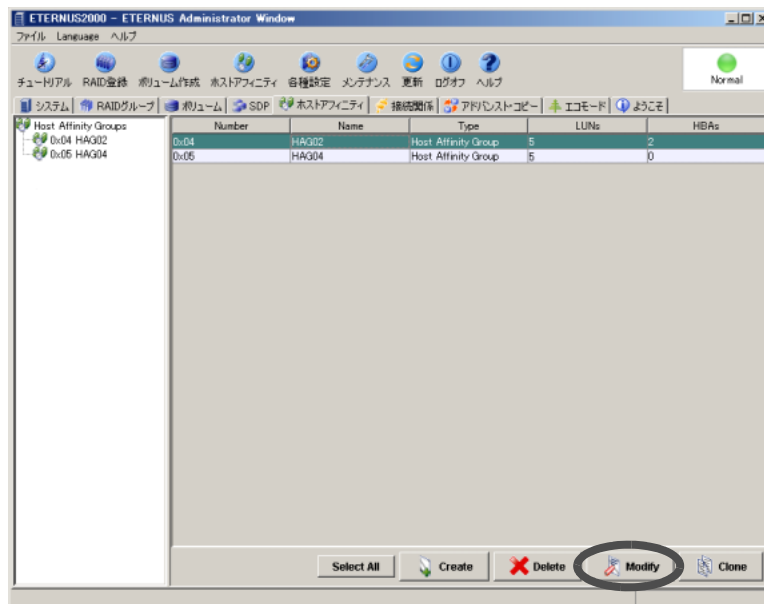 ETERNUS2000 - ETERNUS Administrator Window
ファイル Language ヘルプ
チュートリアル RAID登録 ボリューム作成 ホストアフィニティ 各種設定 メンテナンス 更新 ログオフ ヘルプ
Normal
システム RAIDグループ ボリューム SDP ホストアフィニティ 接続関係 アドバンストコピー エコモード ようこそ
Host Affinity Groups
0x04 HAG02
0x05 HAG04
Number Name Type LUNs HBAs
0x04 HAG02 Host Affinity Group 5 2
0x05 HAG04 Host Affinity Group 5 0
Select All Create Delete Modify Clone